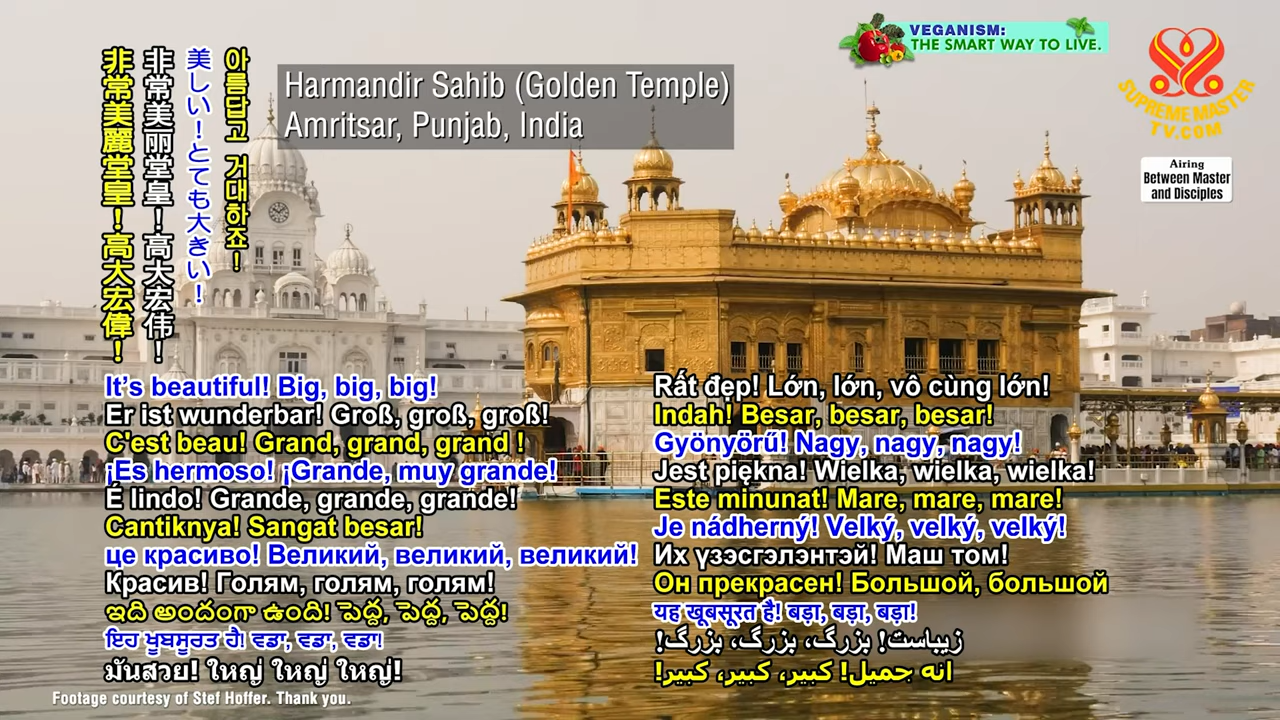 VEGANISM:
THE SMART WAY TO LIVE.
SUPREME MASTER
TV.COM
Airing
Between Master
and Disciples
Harmandir Sahib (Golden Temple)
Amritsar, Punjab, India
아름답고 거대하죠!
美しい!とても大きい!
非常美丽堂皇!高大宏伟!
非常美麗堂皇!高大宏偉!
It's beautiful! Big, big, big!
Er ist wunderbar! Groß, groß, groß!
C'est beau! Grand, grand, grand !
¡Es hermoso! ¡Grande, muy grande!
É lindo! Grande, grande, grande!
Cantiknya! Sangat besar!
це красиво! Великий, великий, великий!
Красив! Голям, голям, голям!
ఇది అందంగా ఉంది! పెద్ద, పెద్ద, పెద్ద!
ਇਹ ਖੂਬਸੂਰਤ ਹੈ! ਵਡਾ, ਵਡਾ, ਵਡਾ!
มันสวย! ใหญ่ ใหญ่ ใหญ่!
Rất đẹp! Lớn, lớn, vô cùng lớn!
Indah! Besar, besar, besar!
Gyönyörű! Nagy, nagy, nagy!
Jest piękna! Wielka, wielka, wielka!
Este minunat! Mare, mare, mare!
Je nádherný! Velký, velký, velký!
Их үзэсгэлэнтэй! Маш том!
Он прекрасен! Большой, большой
यह खूबसूरत है! बड़ा, बड़ा, बड़ा!
زیباست! بزرگ، بزرگ، بزرگ!
انه جميل! كبير، كبير، كبير!
Footage courtesy of Stef Hoffer. Thank you.